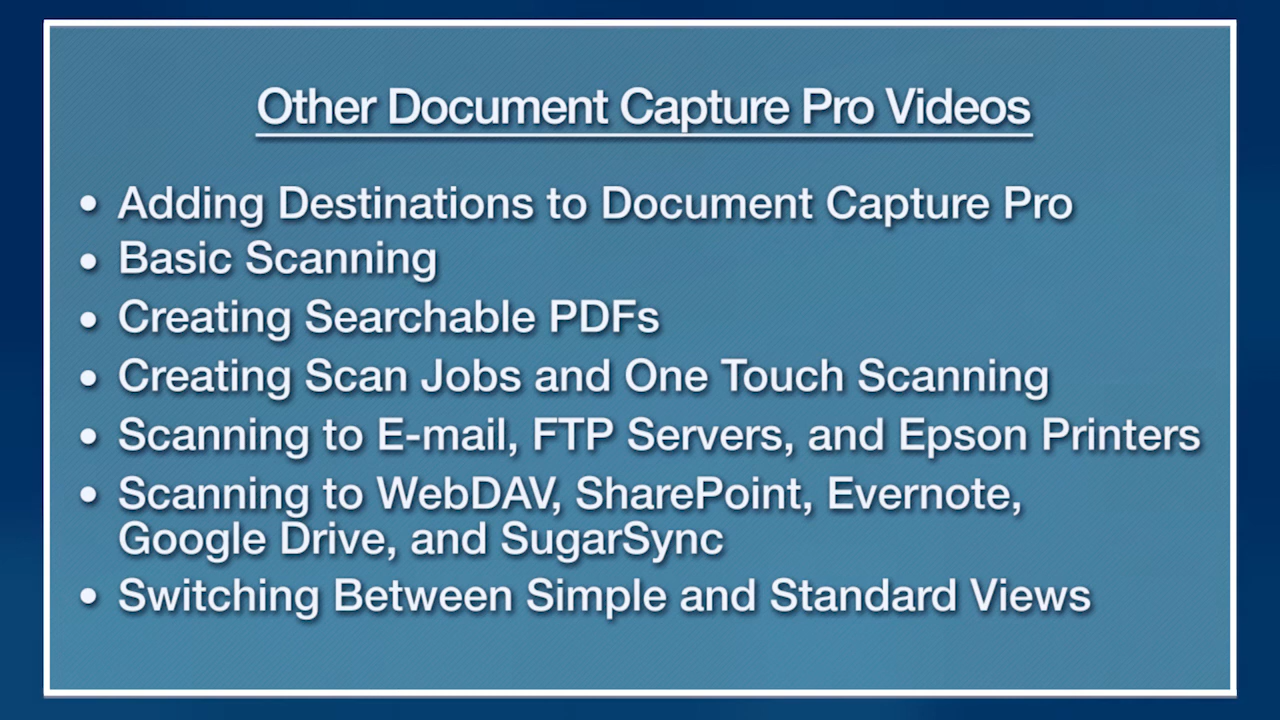 Other Document Capture Pro Videos
• Adding Destinations to Document Capture Pro
• Basic Scanning
• Creating Searchable PDFs
• Creating Scan Jobs and One Touch Scanning
• Scanning to E-mail, FTP Servers, and Epson Printers
• Scanning to WebDAV, SharePoint, Evernote,
Google Drive, and SugarSync
• Switching Between Simple and Standard Views